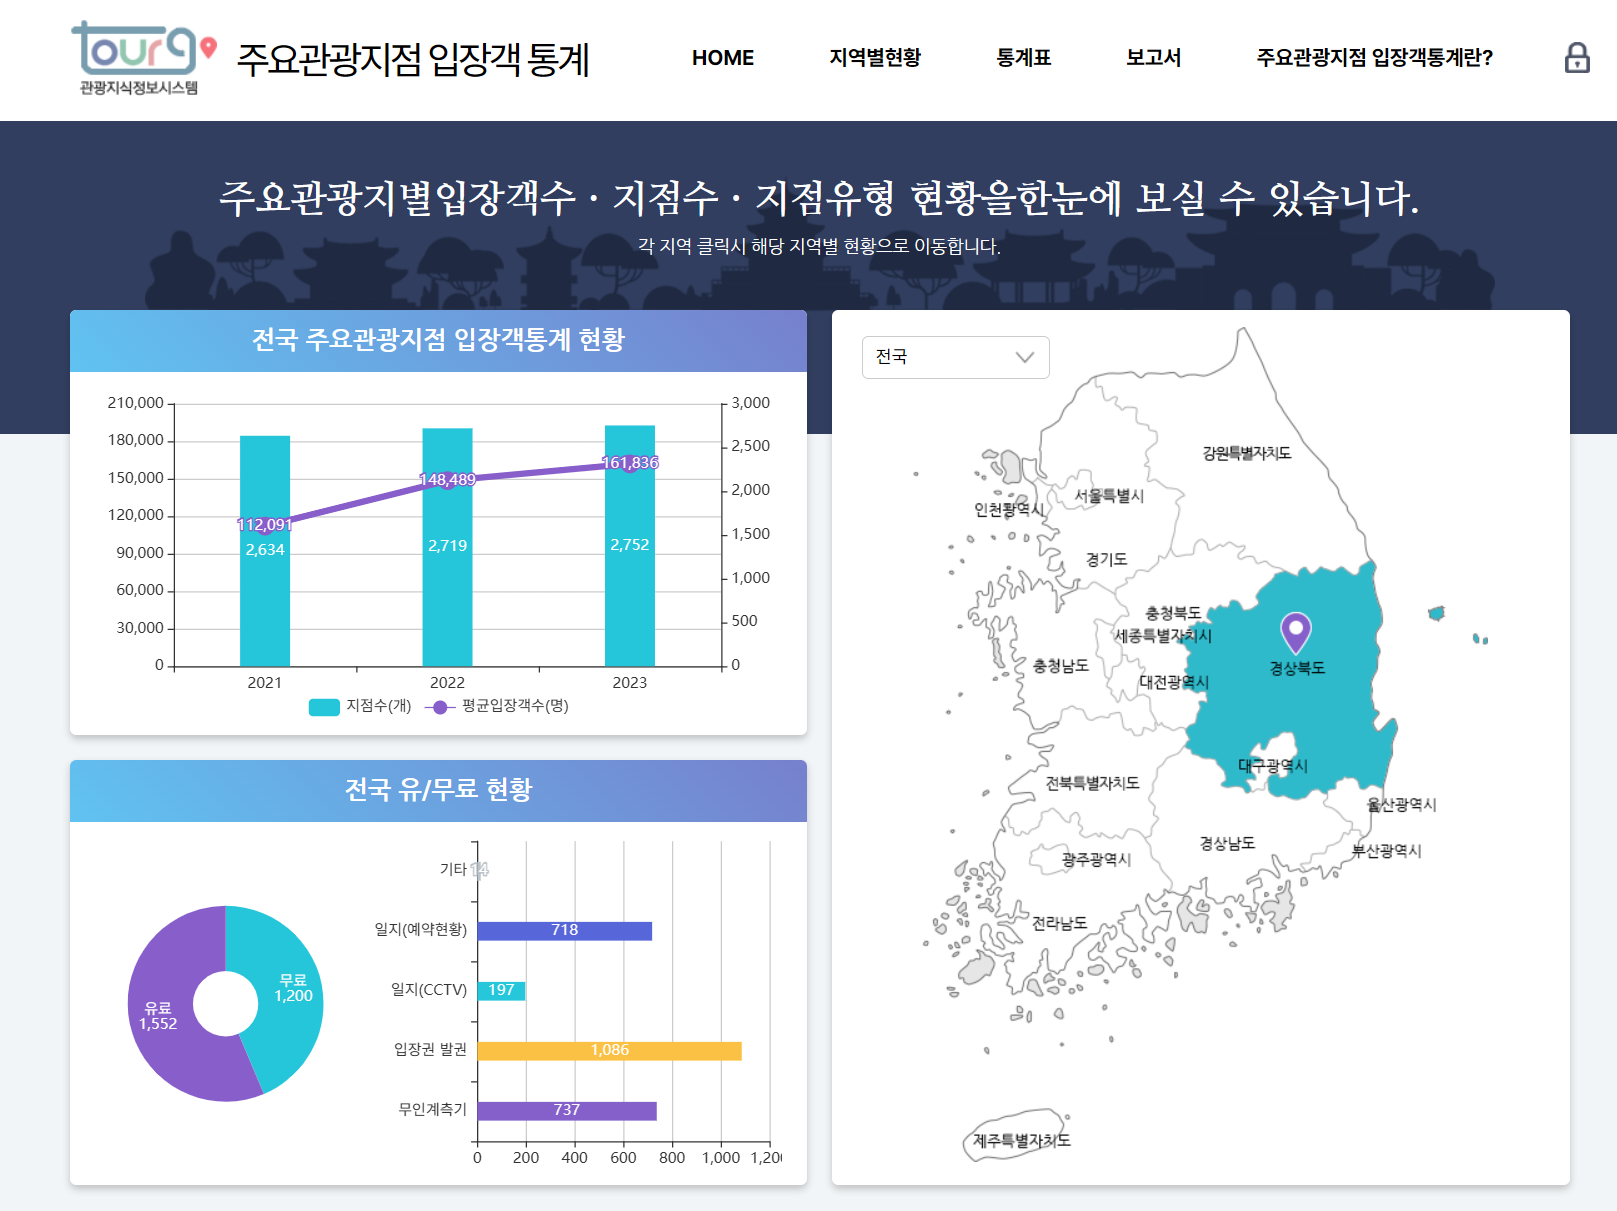 tour9
관광지식정보시스템
주요관광지점 입장객 통계
HOME
지역별현황
통계표
보고서
주요관광지점 입장객통계란?
주요관광지별입장객수 · 지점수 · 지점유형 현황을한눈에 보실 수 있습니다.
각 지역 클릭시 해당 지역별 현황으로 이동합니다.
전국 주요관광지점 입장객통계 현황
210,000
180,000
150,000
120,000
90,000
60,000
30,000
0
3,000
2,500
2,000
1,500
1,000
500
0
112,091
148,489
161,836
2,634
2,719
2,752
2021
2022
2023
지점수(개)
평균입장객수(명)
전국 유/무료 현황
무료
1,200
유료
1,552
기타
14
일지(예약현황)
718
일지(CCTV)
197
입장권 발권
1,086
무인계측기
737
0
200
400
600
800
1,000
1,20
전국
강원특별자치도
서울특별시
인천광역시
경기도
충청북도
세종특별자치시
충청남도
경상북도
대전광역시
대구광역시
전북특별자치도
울산광역시
경상남도
부산광역시
광주광역시
전라남도
제주특별자치도